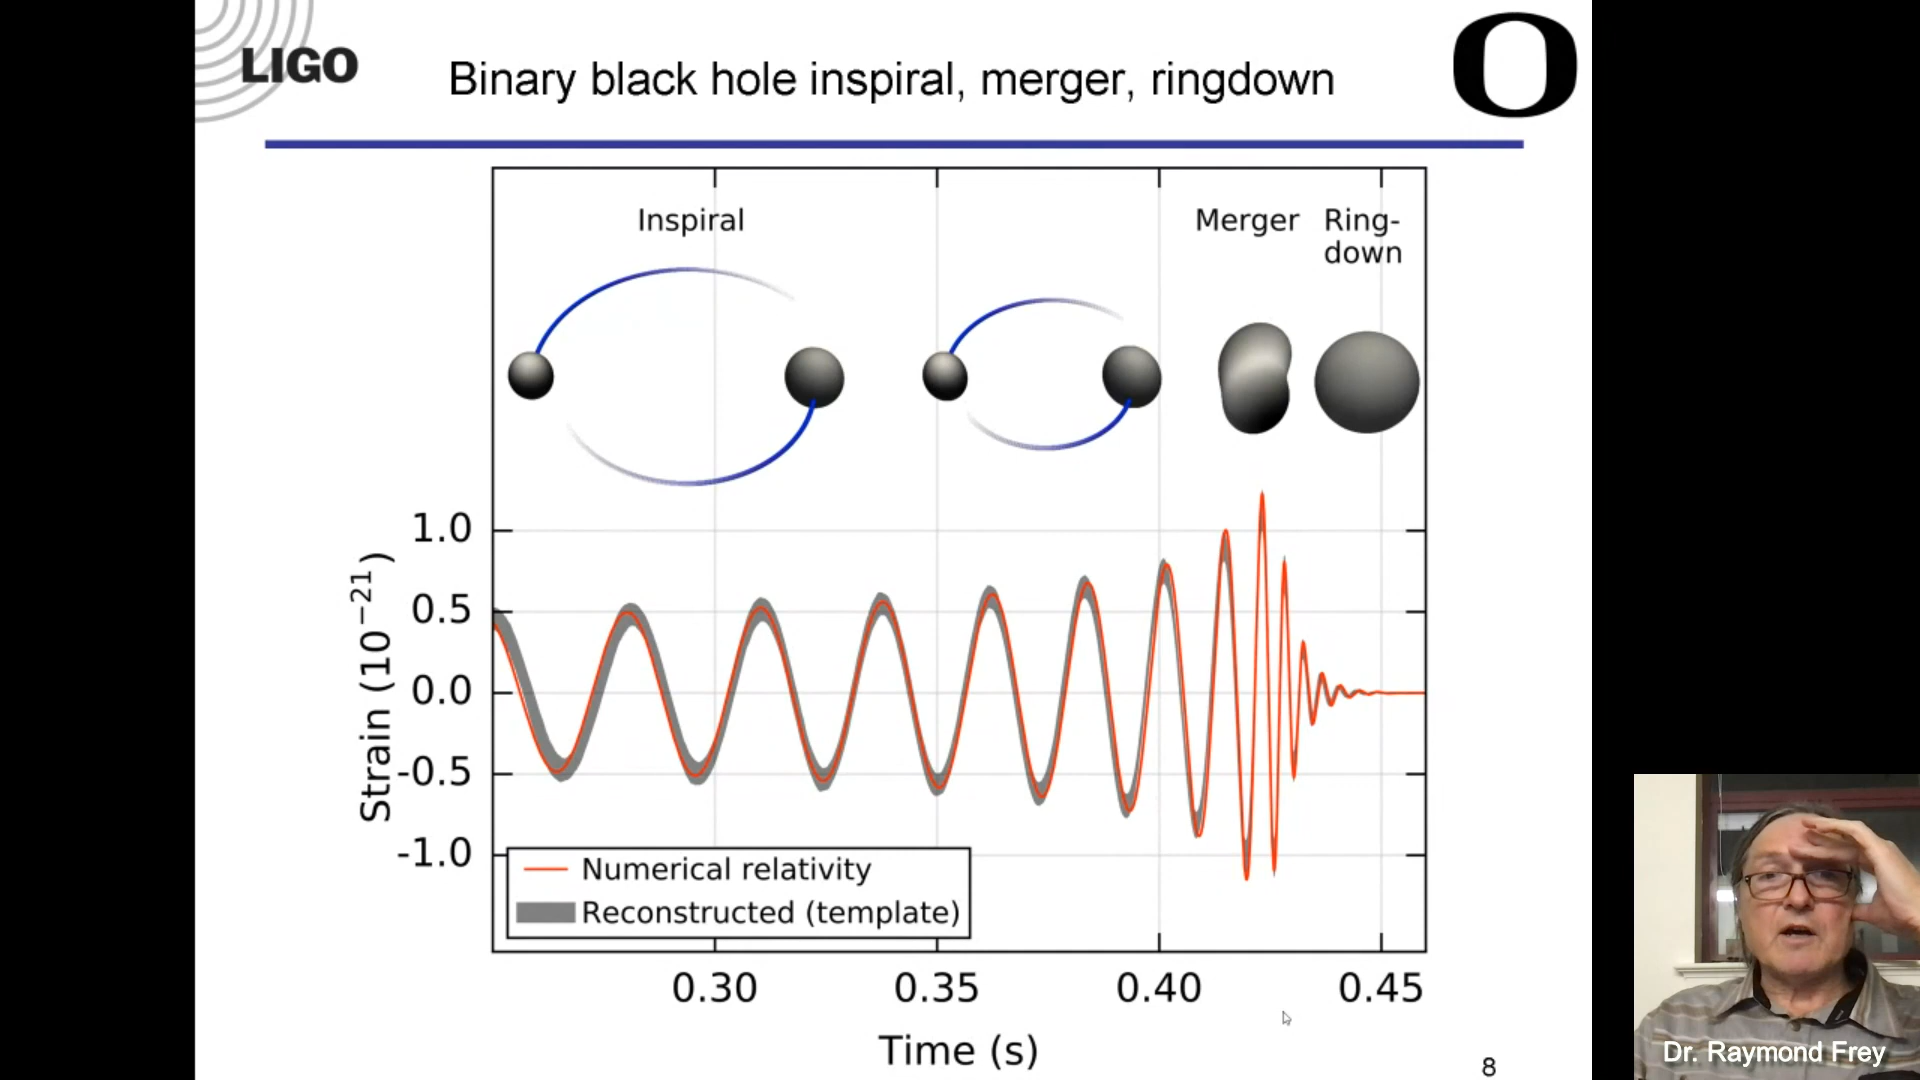 LIGO
Binary black hole inspiral, merger, ringdown
O
Inspiral
Merger
Ring-
down
1.0
0.5
0.0
-0.5
-1.0
Strain (10⁻²¹)
Numerical relativity
Reconstructed (template)
0.30 0.35 0.40 0.45
Time (s)
8
Dr. Raymond Frey